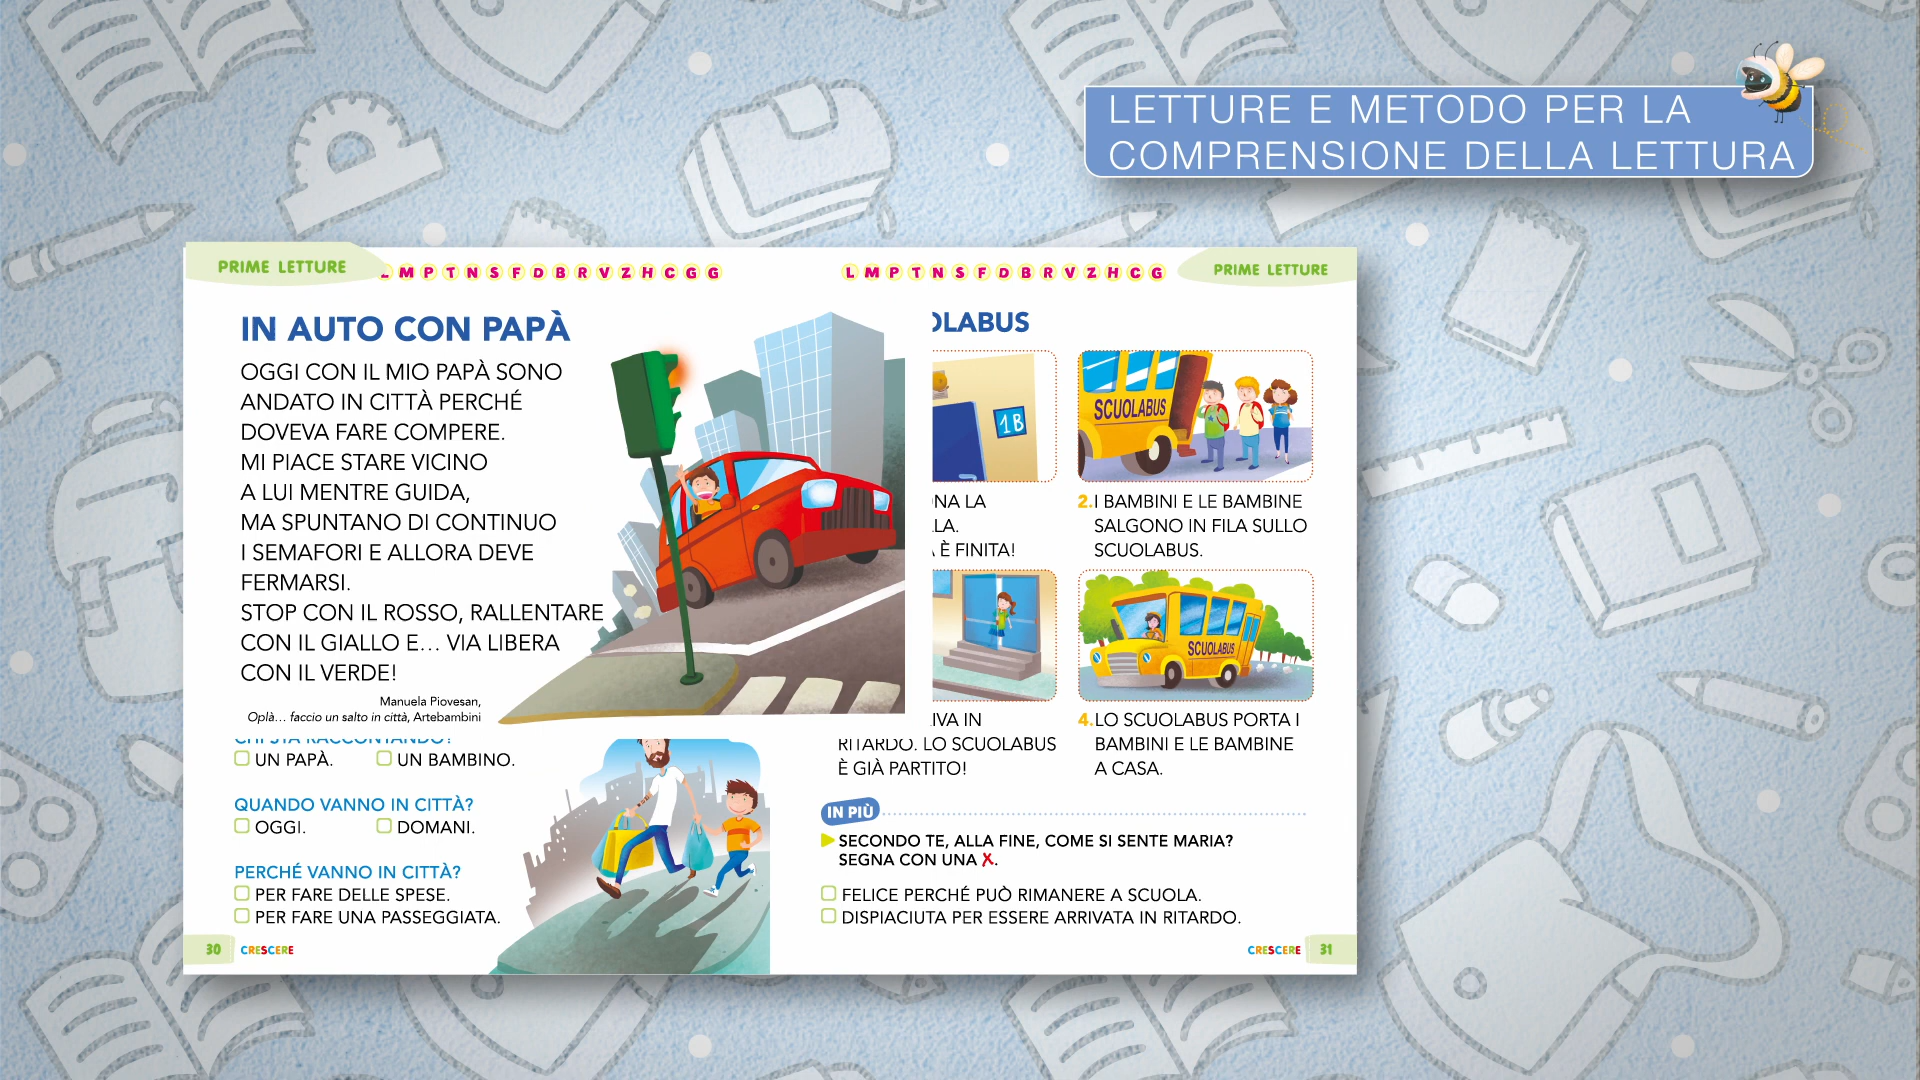 LETTURE E METODO PER LA
COMPRENSIONE DELLA LETTURA
PRIME LETTURE
L M P T N S F D B R V Z H C G G
IN AUTO CON PAPÀ
OGGI CON IL MIO PAPÀ SONO
ANDATO IN CITTÀ PERCHÉ
DOVEVA FARE COMPERE.
MI PIACE STARE VICINO
A LUI MENTRE GUIDA,
MA SPUNTANO DI CONTINUO
I SEMAFORI E ALLORA DEVE
FERMARSI.
STOP CON IL ROSSO, RALLENTARE
CON IL GIALLO E... VIA LIBERA
CON IL VERDE!
Manuela Piovesan,
Oplà... faccio un salto in città, Artebambini
CHI STA RACCONTANDO?
UN PAPÀ. UN BAMBINO.
QUANDO VANNO IN CITTÀ?
OGGI. DOMANI.
PERCHÉ VANNO IN CITTÀ?
PER FARE DELLE SPESE.
PER FARE UNA PASSEGGIATA.
30 CRESCERE
L M P T N S F D B R V Z H C G
PRIME LETTURE
OLABUS
1B
SCUOLABUS
NA LA
LA.
È FINITA!
2. I BAMBINI E LE BAMBINE
SALGONO IN FILA SULLO
SCUOLABUS.
SCUOLABUS
IVA IN
RITARDO. LO SCUOLABUS
È GIÀ PARTITO!
4. LO SCUOLABUS PORTA I
BAMBINI E LE BAMBINE
A CASA.
IN PIÙ
SECONDO TE, ALLA FINE, COME SI SENTE MARIA?
SEGNA CON UNA X.
FELICE PERCHÉ PUÒ RIMANERE A SCUOLA.
DISPIACIUTA PER ESSERE ARRIVATA IN RITARDO.
CRESCERE 31